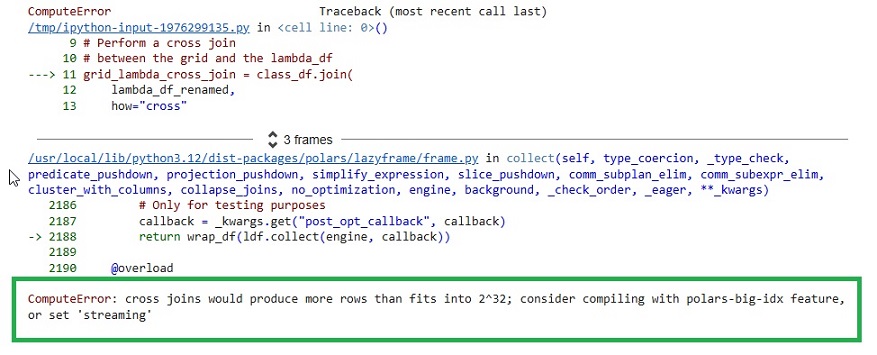 ComputeError                              Traceback (most recent call last)
/tmp/ipython-input-1976299135.py in <cell line: 0>()
      9 # Perform a cross join
     10 # between the grid and the lambda_df
---> 11 grid_lambda_cross_join = class_df.join(
     12     lambda_df_renamed,
     13     how="cross"
3 frames
/usr/local/lib/python3.12/dist-packages/polars/lazyframe/frame.py in collect(self, type_coercion, _type_check,
predicate_pushdown, projection_pushdown, simplify_expression, slice_pushdown, comm_subplan_elim, comm_subexpr_elim,
cluster_with_columns, collapse_joins, no_optimization, engine, background, _check_order, _eager, **_kwargs)
   2186         # Only for testing purposes
   2187         callback = _kwargs.get("post_opt_callback", callback)
-> 2188         return wrap_df(ldf.collect(engine, callback))
   2189
   2190     @overload
ComputeError: cross joins would produce more rows than fits into 2^32; consider compiling with polars-big-idx feature,
or set 'streaming'